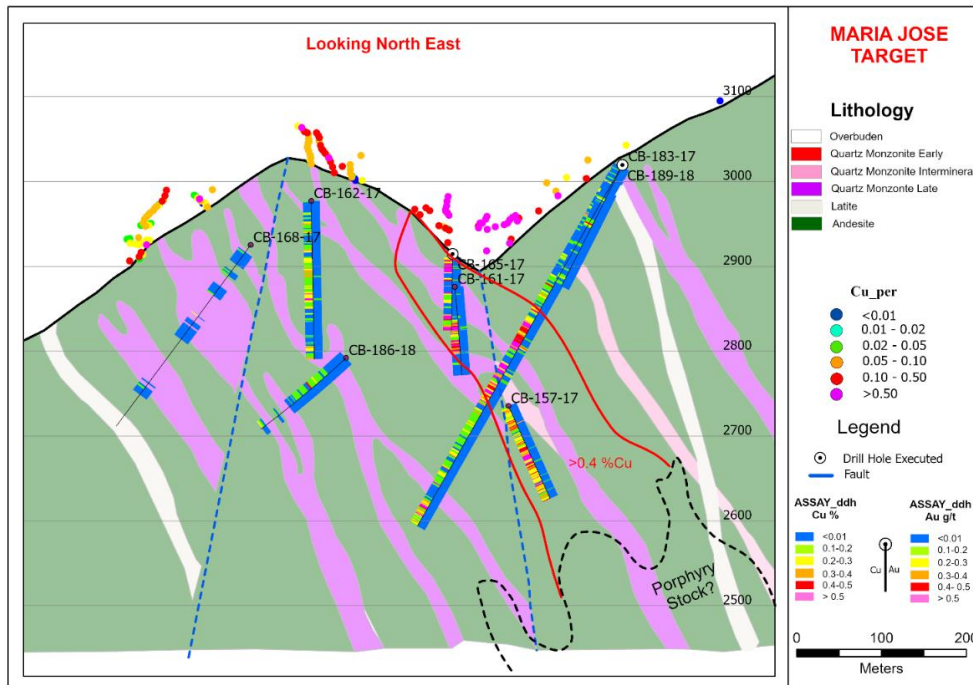 Looking North East
3100
3000
2900
2800
2700
2600
2500
CB-183-17
CB-189-18
CB-162-17
CB-168-17
CB-165-17
CB-161-17
CB-186-18
CB-157-17
>0.4 %Cu
Porphyry
Stock?
MARIA JOSE
TARGET
Lithology
Overbuden
Quartz Monzonite Early
Quartz Monzonite Interminera
Quartz Monzonte Late
Latite
Andesite
Cu_per
<0.01
0.01 - 0.02
0.02 - 0.05
0.05 - 0.10
0.10 - 0.50
>0.50
Legend
Drill Hole Executed
Fault
ASSAY_ddh
Cu %
<0.01
0.1-0.2
0.2-0.3
0.3-0.4
0.4- 0.5
> 0.5
Cu Au
ASSAY_ddh
Au g/t
<0.01
0.1-0.2
0.2-0.3
0.3-0.4
0.4- 0.5
> 0.5
0 100 200
Meters